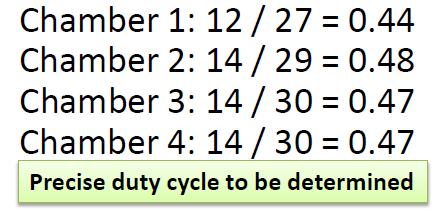 Chamber 1: 12 / 27 = 0.44
Chamber 2: 14 / 29 = 0.48
Chamber 3: 14 / 30 = 0.47
Chamber 4: 14 / 30 = 0.47
Precise duty cycle to be determined